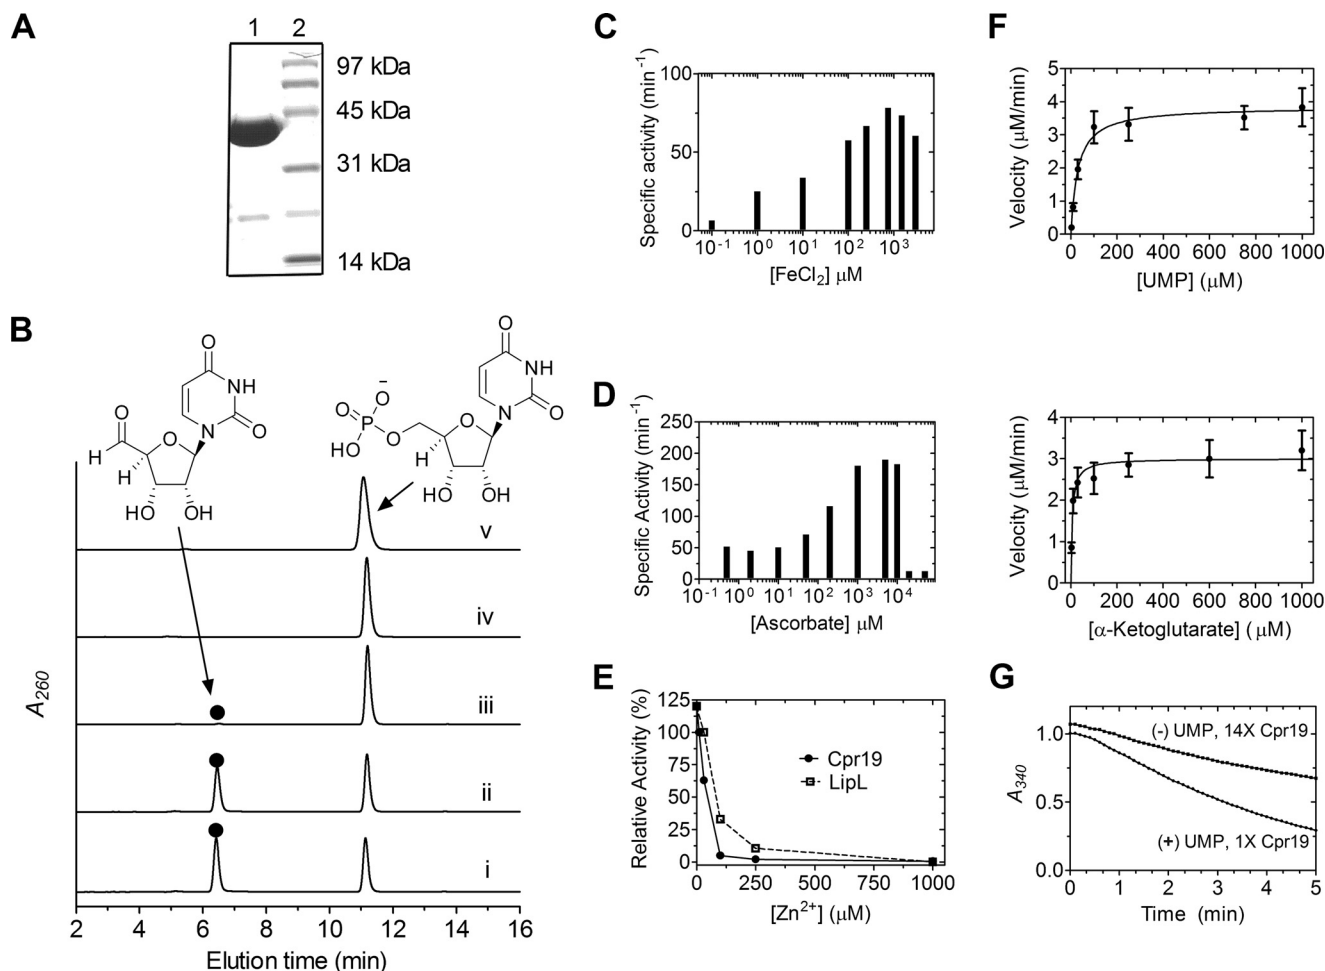 A
1 2
97 kDa
45 kDa
31 kDa
14 kDa
B
O
NH
O
N
O
H
H
HO OH
O
O⁻
P
HO
O
O
N
NH
O
O
H
HO OH
v
iv
iii
ii
i
A260
2 4 6 8 10 12 14 16
Elution time (min)
C
Specific activity (min⁻¹)
100
50
0
10⁻¹ 10⁰ 10¹ 10² 10³
[FeCl₂] μM
D
Specific Activity (min⁻¹)
250
200
150
100
50
0
10⁻¹ 10⁰ 10¹ 10² 10³ 10⁴
[Ascorbate] μM
E
Relative Activity (%)
125
100
75
50
25
0
Cpr19
LipL
0 250 500 750 1000
[Zn²⁺] (μM)
F
Velocity (μM/min)
5
4
3
2
1
0
0 200 400 600 800 1000
[UMP] (μM)
Velocity (μM/min)
4
3
2
1
0
0 200 400 600 800 1000
[α-Ketoglutarate] ( μM)
G
A340
1.0
0.5
0.0
(-) UMP, 14X Cpr19
(+) UMP, 1X Cpr19
0 1 2 3 4 5
Time (min)